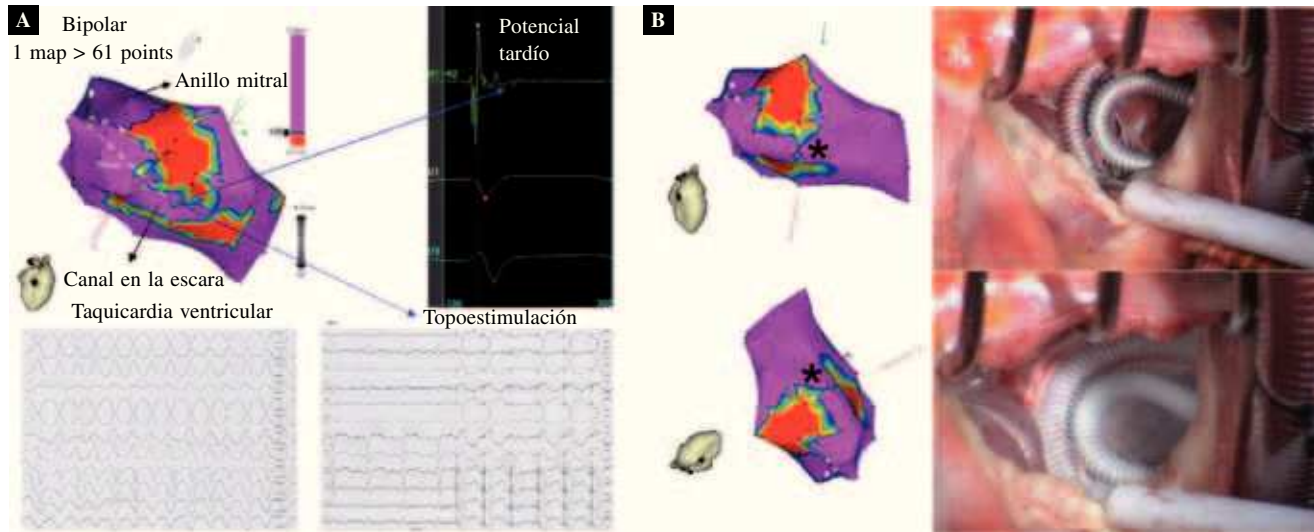 A
Bipolar
1 map > 61 points
Anillo mitral
Potencial
tardío
Canal en la escara
Taquicardia ventricular
Topoestimulación
B